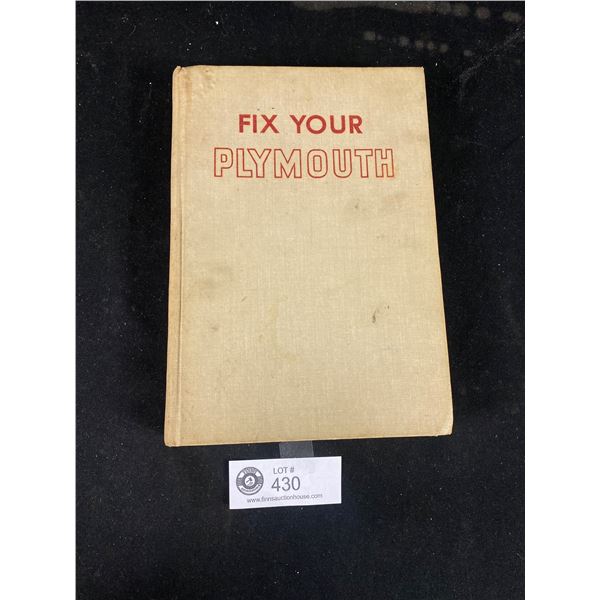 FIX YOUR
PLYMOUTH
LOT #
430
www.finnsauctionhouse.com